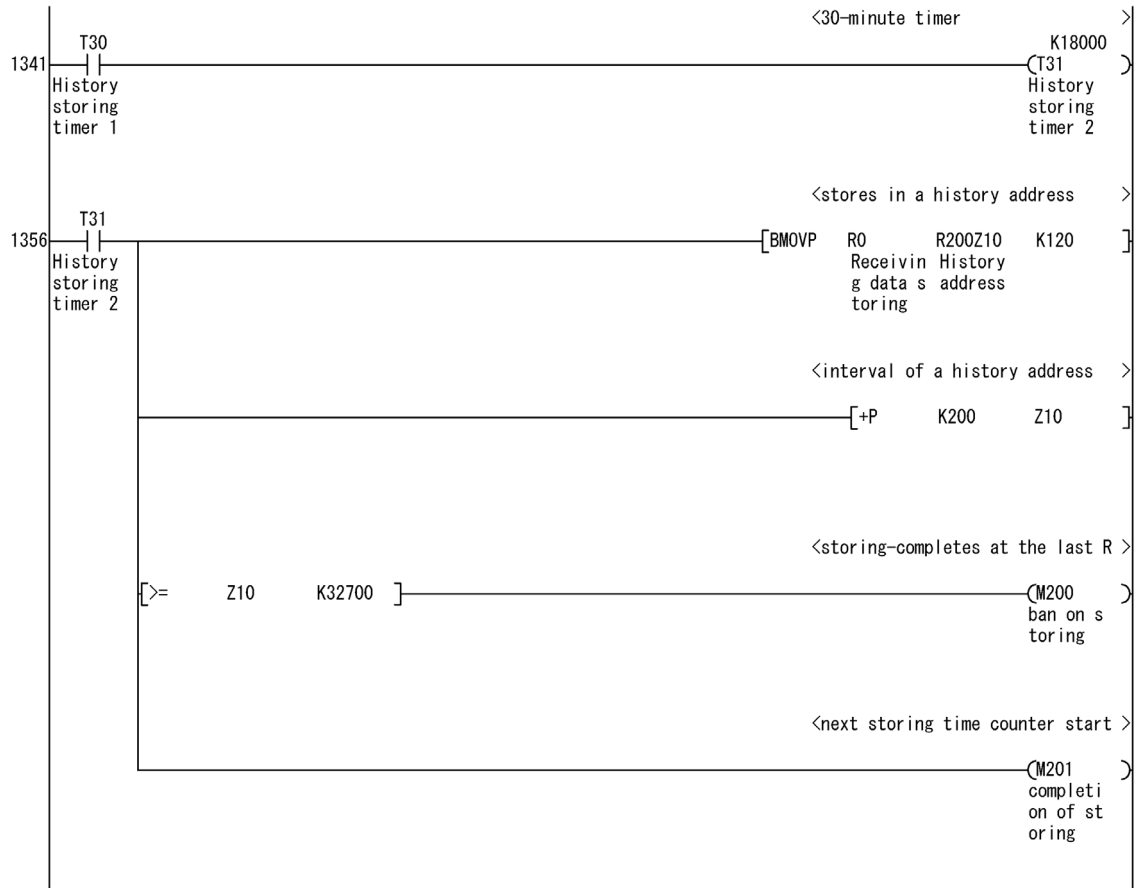 <30-minute timer >
T30 K18000
1341 (T31 )
History History
storing storing
timer 1 timer 2
<stores in a history address >
T31
1356 [BMOVP R0 R200Z10 K120 ]
History Receivin History
storing g data s address
timer 2 toring
<interval of a history address >
[+P K200 Z10 ]
<storing-completes at the last R >
[>= Z10 K32700 ] (M200 )
ban on s
toring
<next storing time counter start >
(M201 )
completi
on of st
oring